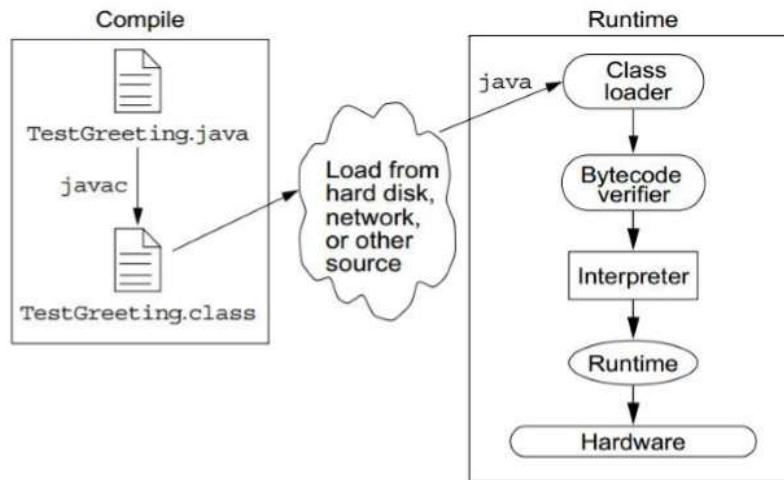 Compile
TestGreeting.java
javac
TestGreeting.class
Load from
hard disk,
network,
or other
source
Runtime
java
Class
loader
Bytecode
verifier
Interpreter
Runtime
Hardware